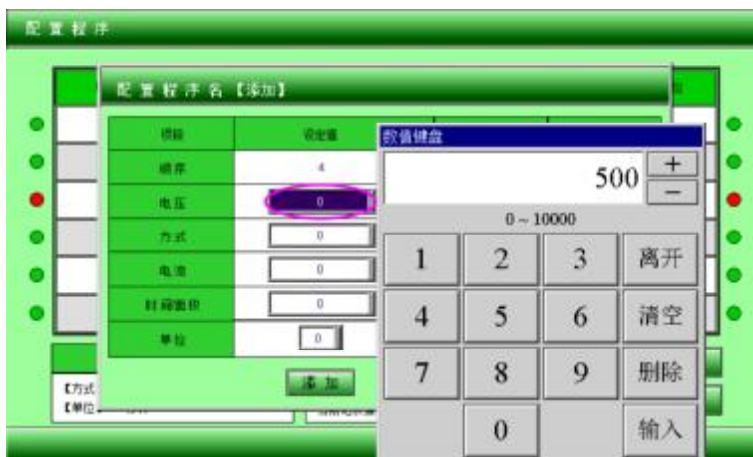 配置程序
配置程序名【添加】
项目 设定值
顺序 4
电压 0
方式 0
电流 0
时间面积 0
单位 0
添加
【方式
【单位】
数值键盘
500 +
−
0～10000
1 2 3 离开
4 5 6 清空
7 8 9 删除
0 输入